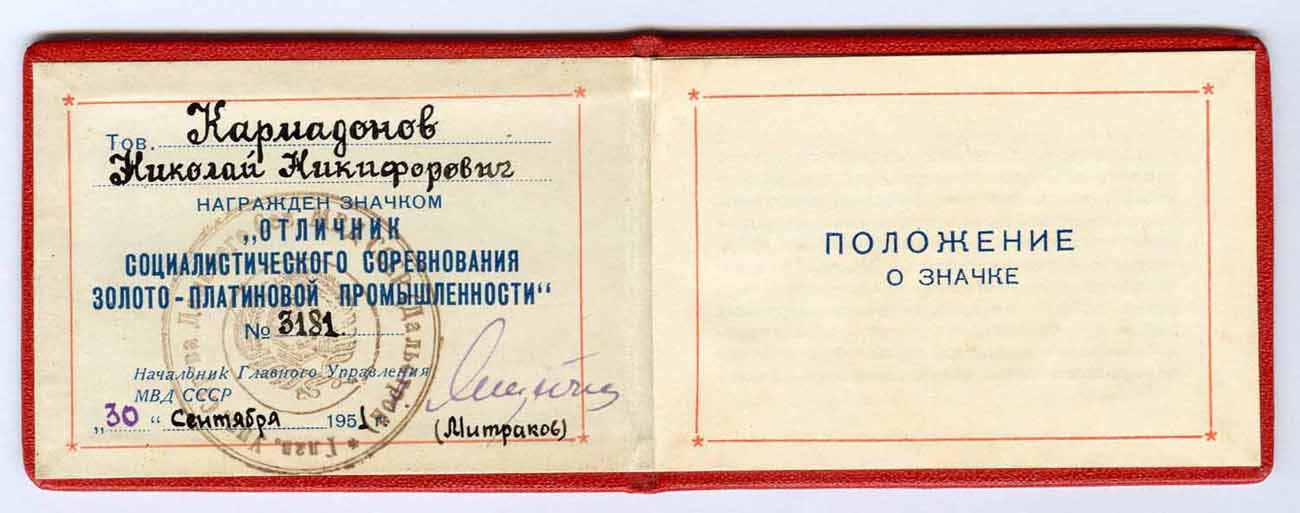 Тов. Кармадонов
Николай Никифорович
НАГРАЖДЕН ЗНАЧКОМ
„ОТЛИЧНИК
СОЦИАЛИСТИЧЕСКОГО СОРЕВНОВАНИЯ
ЗОЛОТО-ПЛАТИНОВОЙ ПРОМЫШЛЕННОСТИ“
№ 3181
Начальник Главного Управления
МВД СССР
„30“ Сентября 1951
(Митраков)
ПОЛОЖЕНИЕ
О ЗНАЧКЕ